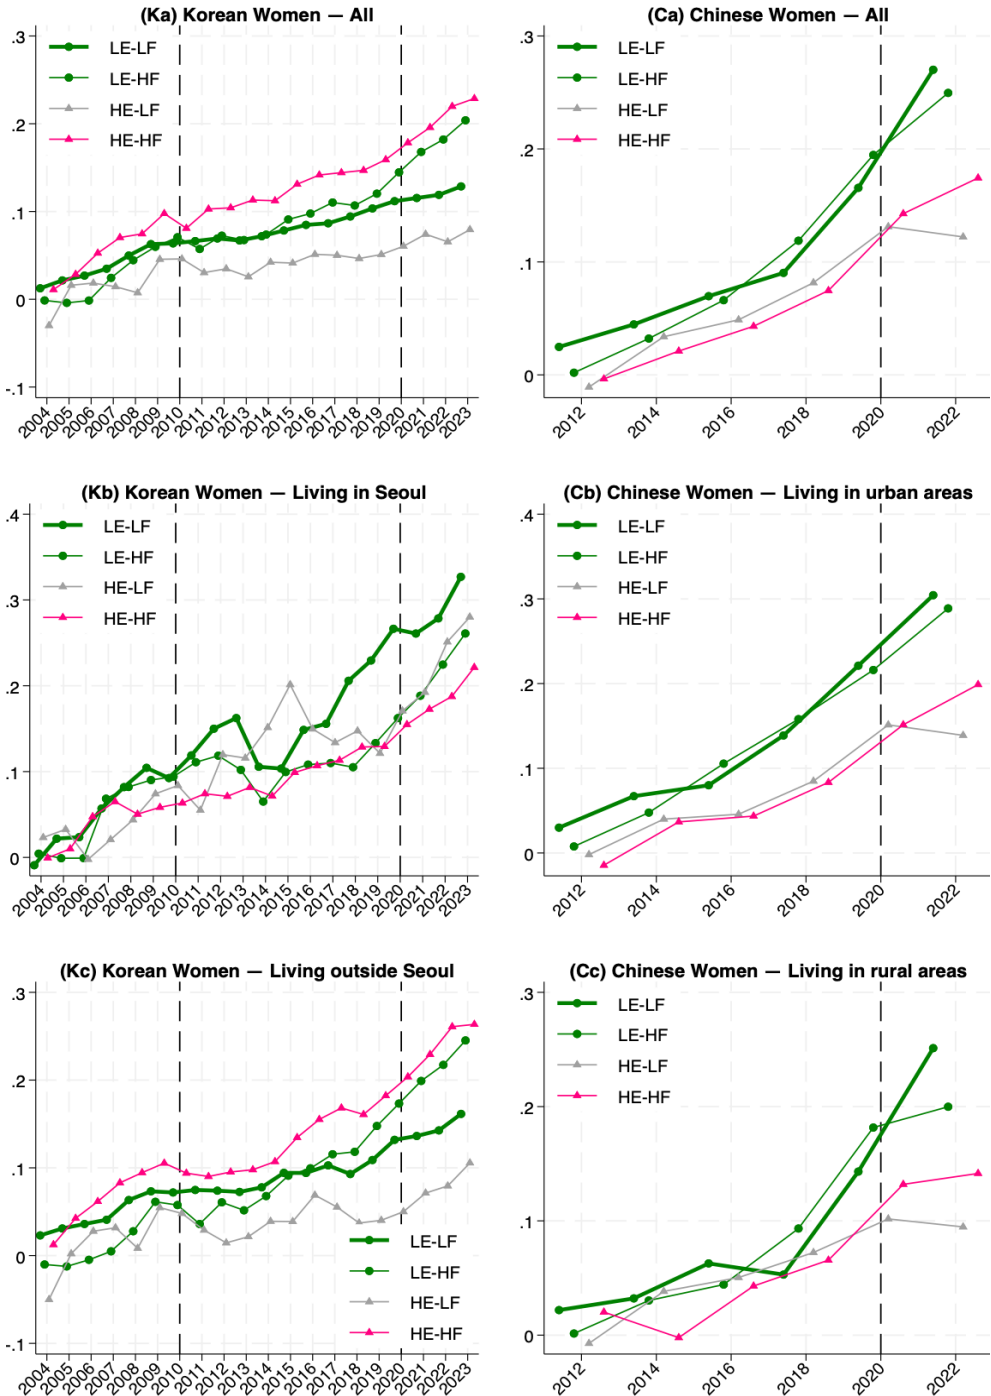 (Ka) Korean Women — All
.3
.2
.1
0
-.1
LE-LF
LE-HF
HE-LF
HE-HF
2004 2005 2006 2007 2008 2009 2010 2011 2012 2013 2014 2015 2016 2017 2018 2019 2020 2021 2022 2023
(Ca) Chinese Women — All
.3
.2
.1
0
LE-LF
LE-HF
HE-LF
HE-HF
2012 2014 2016 2018 2020 2022
(Kb) Korean Women — Living in Seoul
.4
.3
.2
.1
0
LE-LF
LE-HF
HE-LF
HE-HF
2004 2005 2006 2007 2008 2009 2010 2011 2012 2013 2014 2015 2016 2017 2018 2019 2020 2021 2022 2023
(Cb) Chinese Women — Living in urban areas
.4
.3
.2
.1
0
LE-LF
LE-HF
HE-LF
HE-HF
2012 2014 2016 2018 2020 2022
(Kc) Korean Women — Living outside Seoul
.3
.2
.1
0
-.1
LE-LF
LE-HF
HE-LF
HE-HF
2004 2005 2006 2007 2008 2009 2010 2011 2012 2013 2014 2015 2016 2017 2018 2019 2020 2021 2022 2023
(Cc) Chinese Women — Living in rural areas
.3
.2
.1
0
LE-LF
LE-HF
HE-LF
HE-HF
2012 2014 2016 2018 2020 2022